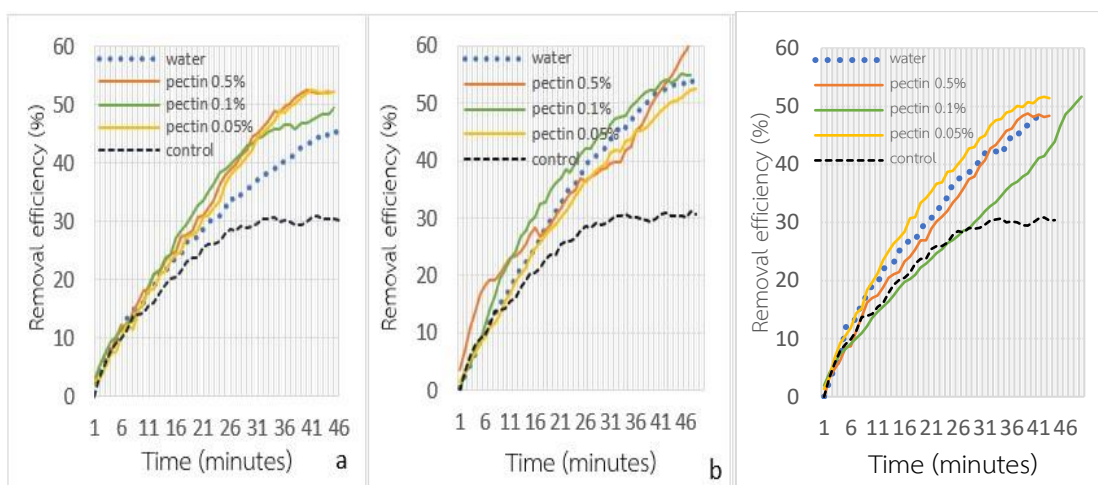 Removal efficiency (%)
60
50
40
30
20
10
0
water
pectin 0.5%
pectin 0.1%
pectin 0.05%
control
1 6 11 16 21 26 31 36 41 46
Time (minutes)
a
Removal efficiency (%)
60
50
40
30
20
10
0
water
pectin 0.5%
pectin 0.1%
pectin 0.05%
control
1 6 11 16 21 26 31 36 41 46
Time (minutes)
b
Removal efficiency (%)
60
50
40
30
20
10
0
water
pectin 0.5%
pectin 0.1%
pectin 0.05%
control
1 6 11 16 21 26 31 36 41 46
Time (minutes)